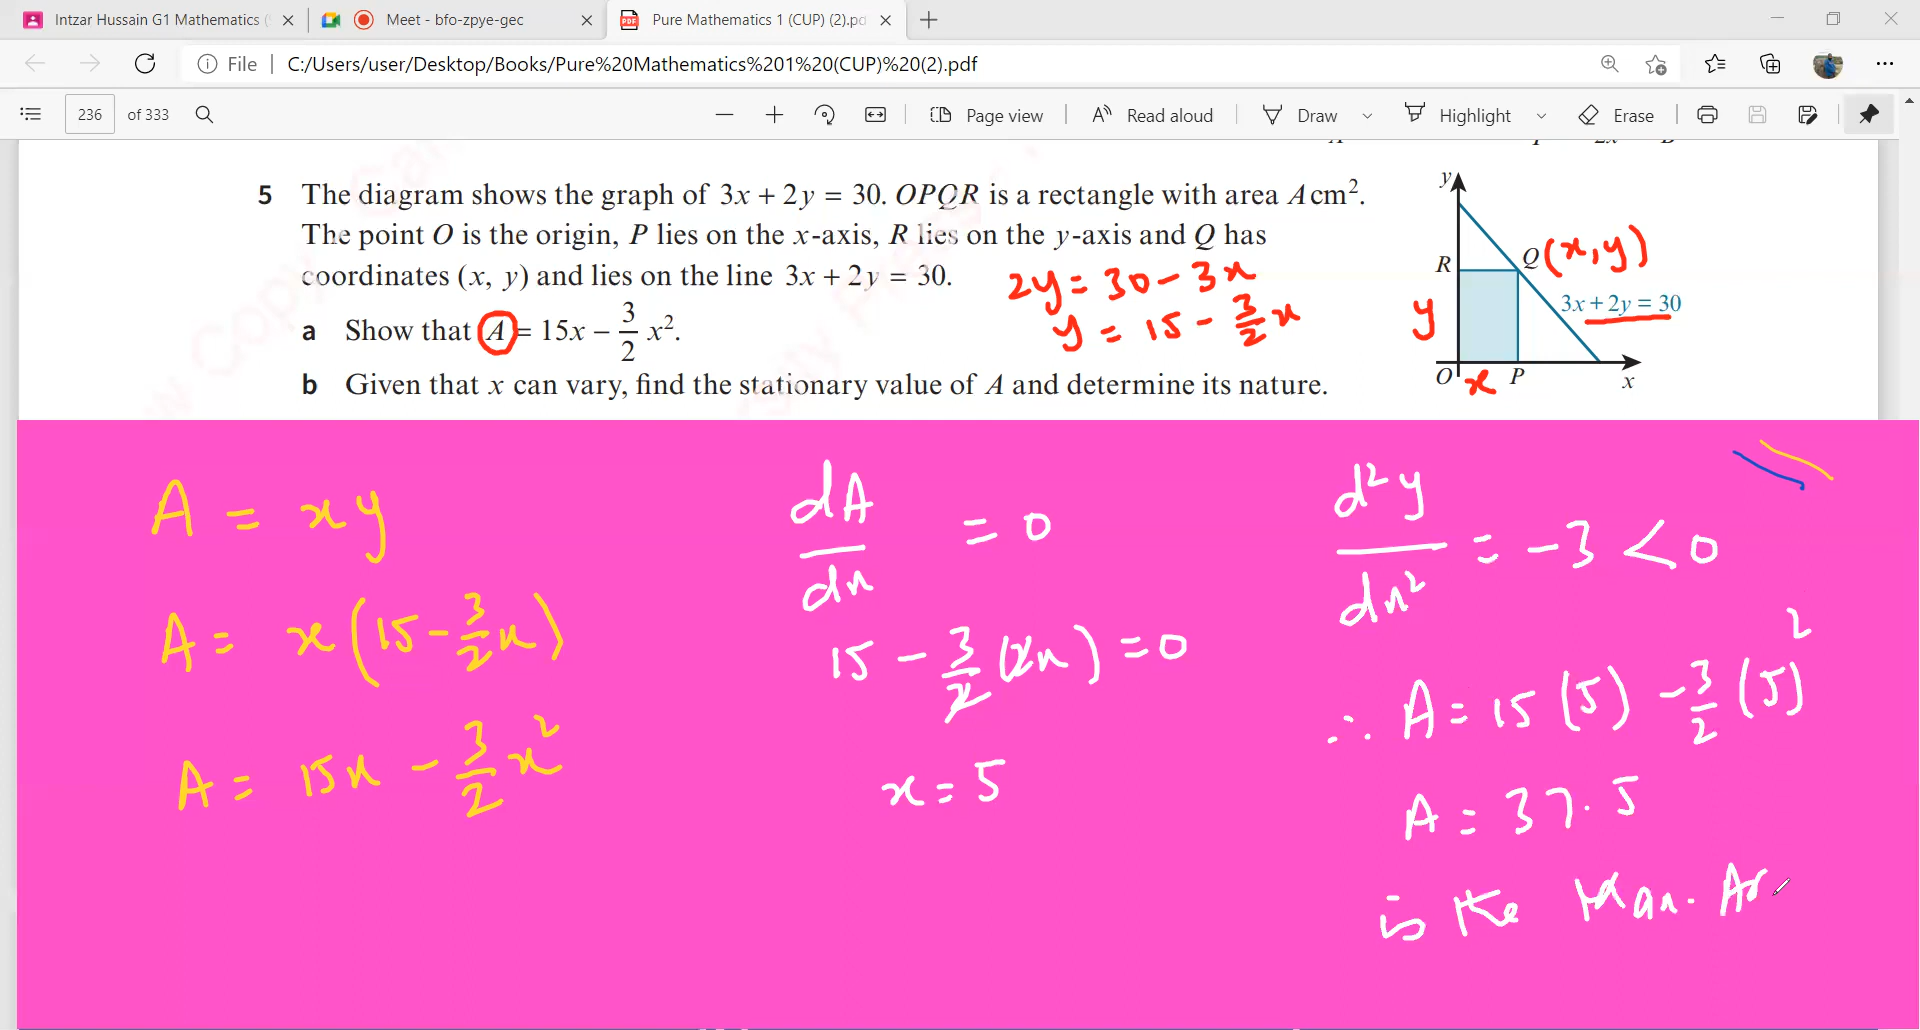 Intzar Hussain G1 Mathematics (
Meet - bfo-zpye-gec
Pure Mathematics 1 (CUP) (2).pd
File
C:/Users/user/Desktop/Books/Pure%20Mathematics%201%20(CUP)%20(2).pdf
236 of 333
Page view
Read aloud
Draw
Highlight
Erase
5 The diagram shows the graph of 3x + 2y = 30. OPQR is a rectangle with area A cm².
The point O is the origin, P lies on the x-axis, R lies on the y-axis and Q has
coordinates (x, y) and lies on the line 3x + 2y = 30.
2y = 30 - 3x
y = 15 - 3/2 x
a Show that A = 15x − 3/2 x².
b Given that x can vary, find the stationary value of A and determine its nature.
y
R
Q (x, y)
3x + 2y = 30
y
O x P x
A = xy
A = x(15 - 3/2 x)
A = 15x - 3/2 x²
dA/dx = 0
15 - 3/2 (2x) = 0
x = 5
d²y/dx² = -3 < 0
∴ A = 15(5) - 3/2 (5)²
A = 37.5
is the Max. Ar